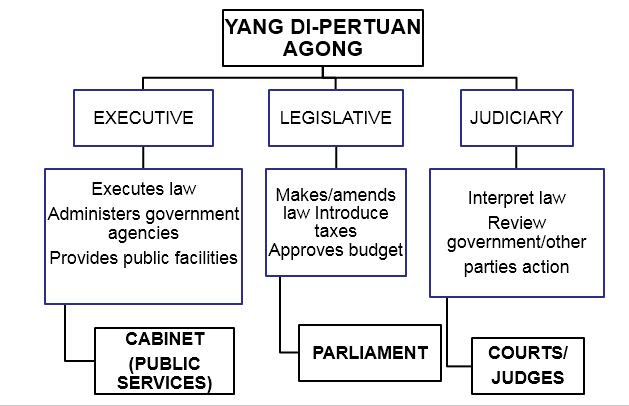 YANG DI-PERTUAN
AGONG
EXECUTIVE
LEGISLATIVE
JUDICIARY
Executes law
Administers government
agencies
Provides public facilities
Makes/amends
law Introduce
taxes
Approves budget
Interpret law
Review
government/other
parties action
CABINET
(PUBLIC
SERVICES)
PARLIAMENT
COURTS/
JUDGES